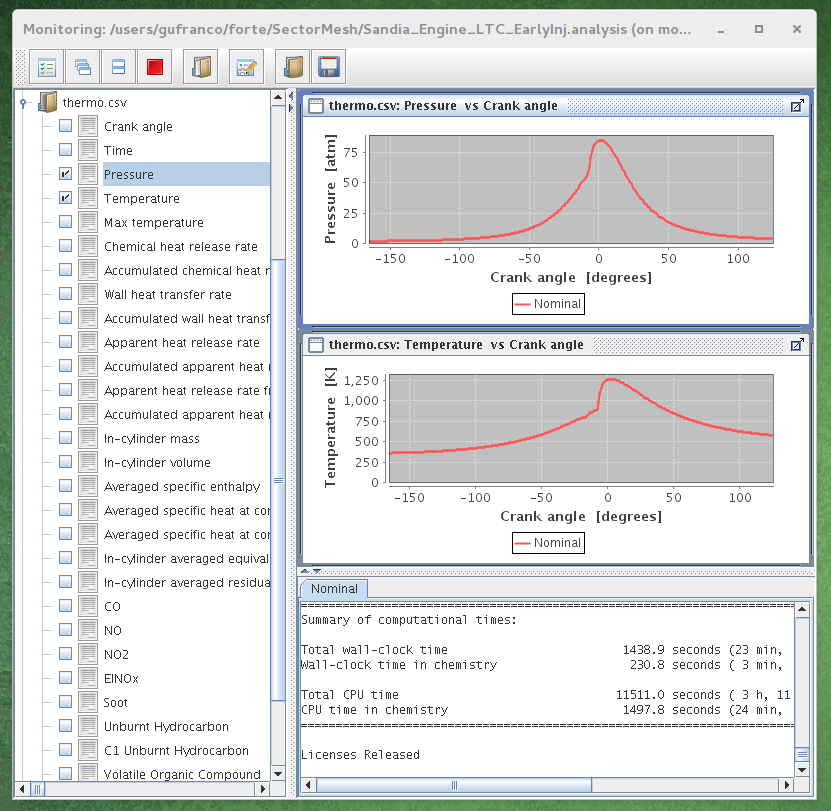 Monitoring: /users/gufranco/forte/SectorMesh/Sandia_Engine_LTC_EarlyInj.analysis (on mo...
thermo.csv
Crank angle
Time
Pressure
Temperature
Max temperature
Chemical heat release rate
Accumulated chemical heat r
Wall heat transfer rate
Accumulated wall heat transf
Apparent heat release rate
Accumulated apparent heat r
Apparent heat release rate fr
Accumulated apparent heat r
In-cylinder mass
In-cylinder volume
Averaged specific enthalpy
Averaged specific heat at cor
Averaged specific heat at cor
In-cylinder averaged equival
In-cylinder averaged residua
CO
NO
NO2
EINOx
Soot
Unburnt Hydrocarbon
C1 Unburnt Hydrocarbon
Volatile Organic Compound
thermo.csv: Pressure vs Crank angle
Pressure [atm]
75
50
25
0
-150 -100 -50 0 50 100
Crank angle [degrees]
Nominal
thermo.csv: Temperature vs Crank angle
Temperature [K]
1,250
1,000
750
500
250
0
-150 -100 -50 0 50 100
Crank angle [degrees]
Nominal
Nominal
Summary of computational times:
Total wall-clock time 1438.9 seconds (23 min,
Wall-clock time in chemistry 230.8 seconds ( 3 min,
Total CPU time 11511.0 seconds ( 3 h, 11
CPU time in chemistry 1497.8 seconds (24 min,
Licenses Released